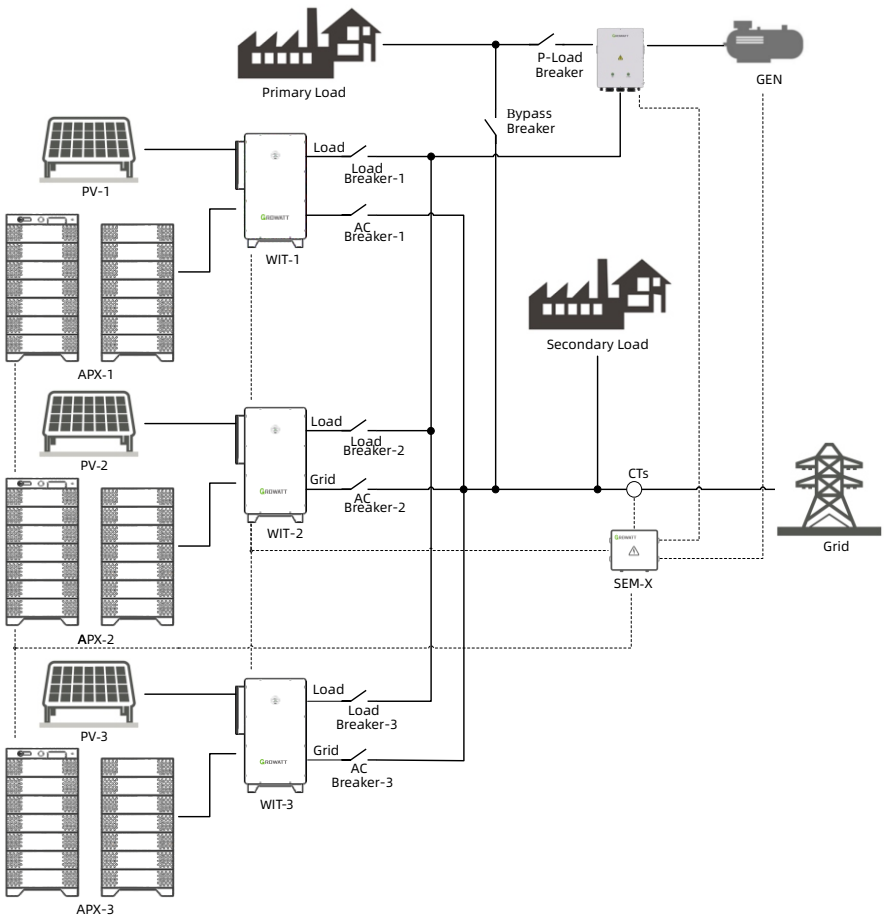 Primary Load
P-Load
Breaker
GROWATT
GEN
Bypass
Breaker
PV-1
Load
Load
Breaker-1
GROWATT
AC
Breaker-1
WIT-1
APX-1
Secondary Load
PV-2
Load
Load
Breaker-2
GROWATT
Grid
AC
Breaker-2
WIT-2
CTs
Grid
GROWATT
SEM-X
APX-2
PV-3
Load
Load
Breaker-3
GROWATT
Grid
AC
Breaker-3
WIT-3
APX-3